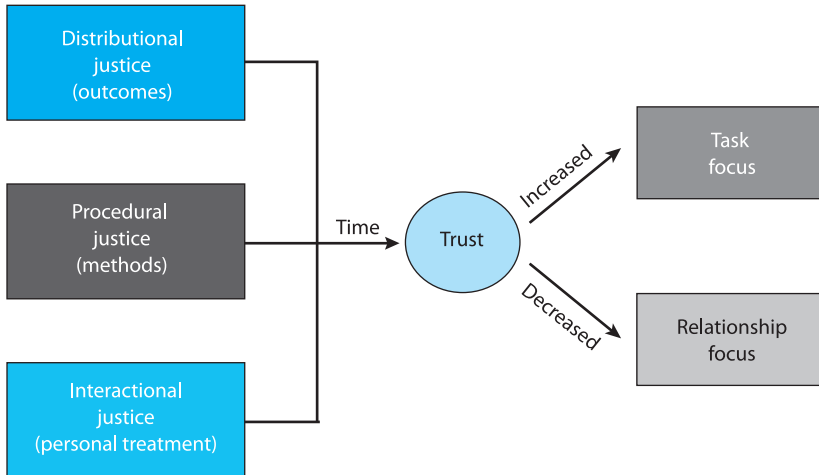 Distributional
justice
(outcomes)
Procedural
justice
(methods)
Interactional
justice
(personal treatment)
Time
Trust
Increased
Decreased
Task
focus
Relationship
focus